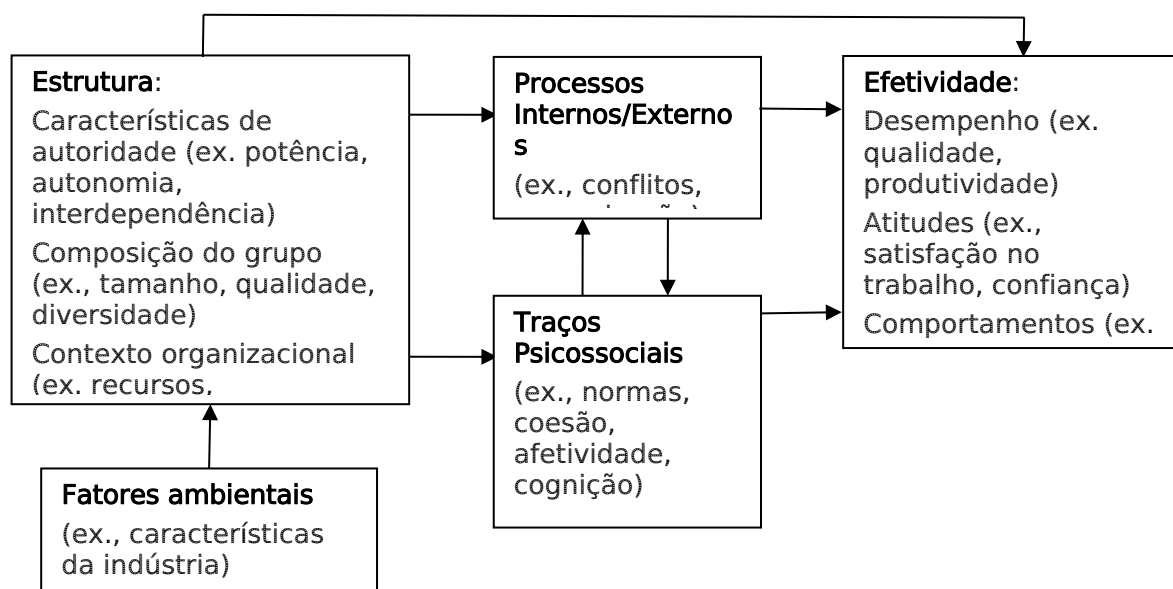 Estrutura:
Características de
autoridade (ex. potência,
autonomia,
interdependência)
Composição do grupo
(ex., tamanho, qualidade,
diversidade)
Contexto organizacional
(ex. recursos,
Processos
Internos/Externo
s
(ex., conflitos,
Efetividade:
Desempenho (ex.
qualidade,
produtividade)
Atitudes (ex.,
satisfação no
trabalho, confiança)
Comportamentos (ex.
Traços
Psicossociais
(ex., normas,
coesão,
afetividade,
cognição)
Fatores ambientais
(ex., características
da indústria)